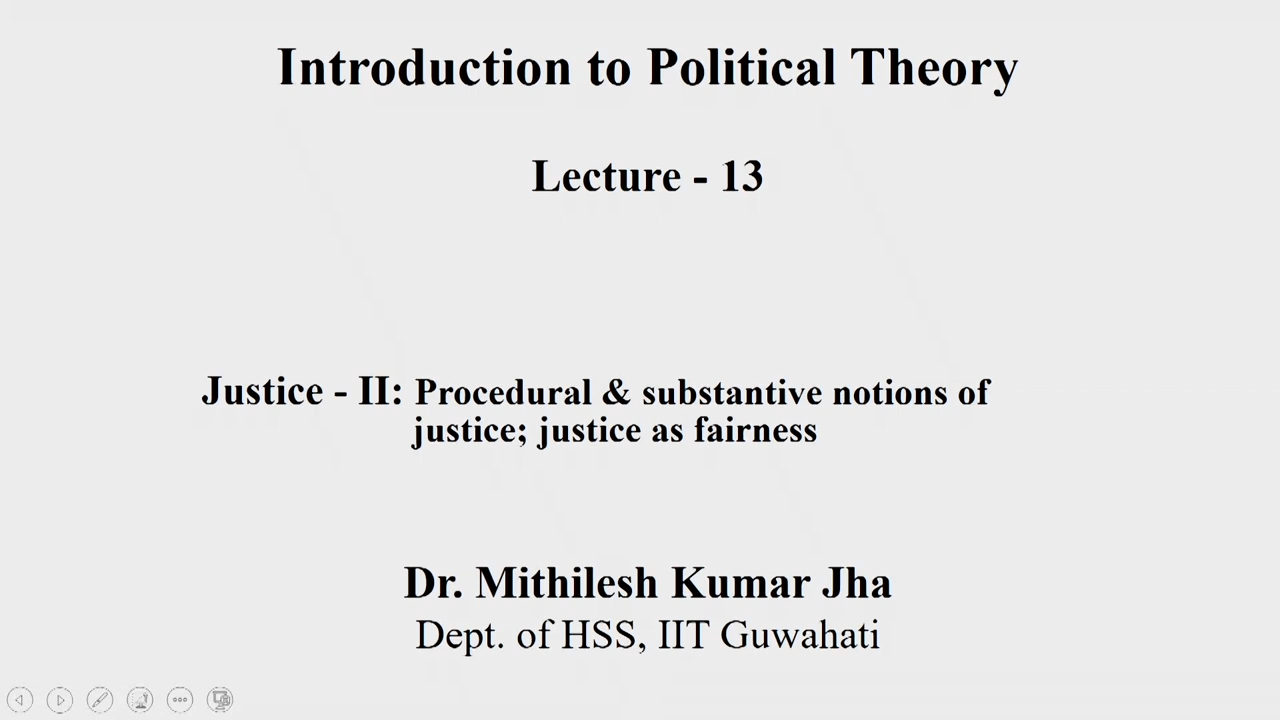 Introduction to Political Theory
Lecture - 13
Justice - II: Procedural & substantive notions of
justice; justice as fairness
Dr. Mithilesh Kumar Jha
Dept. of HSS, IIT Guwahati